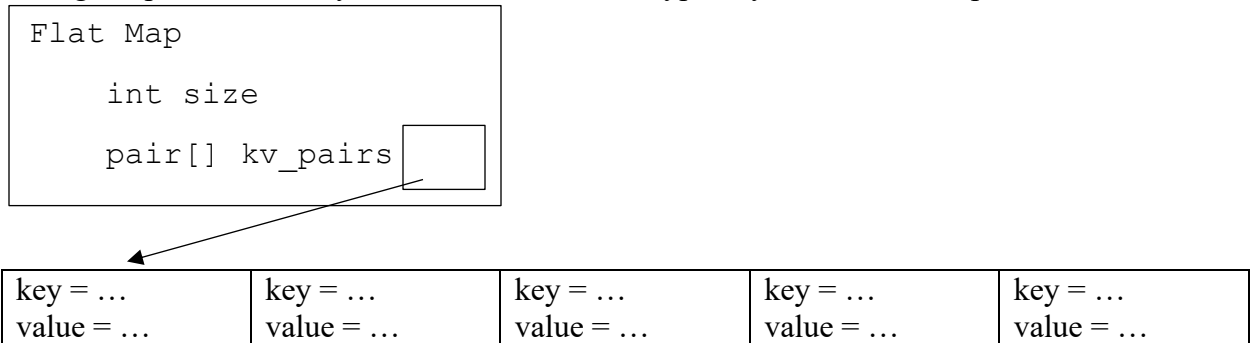 Flat Map
int size
pair[] kv_pairs
key = … key = … key = … key = … key = …
value = … value = … value = … value = … value = …